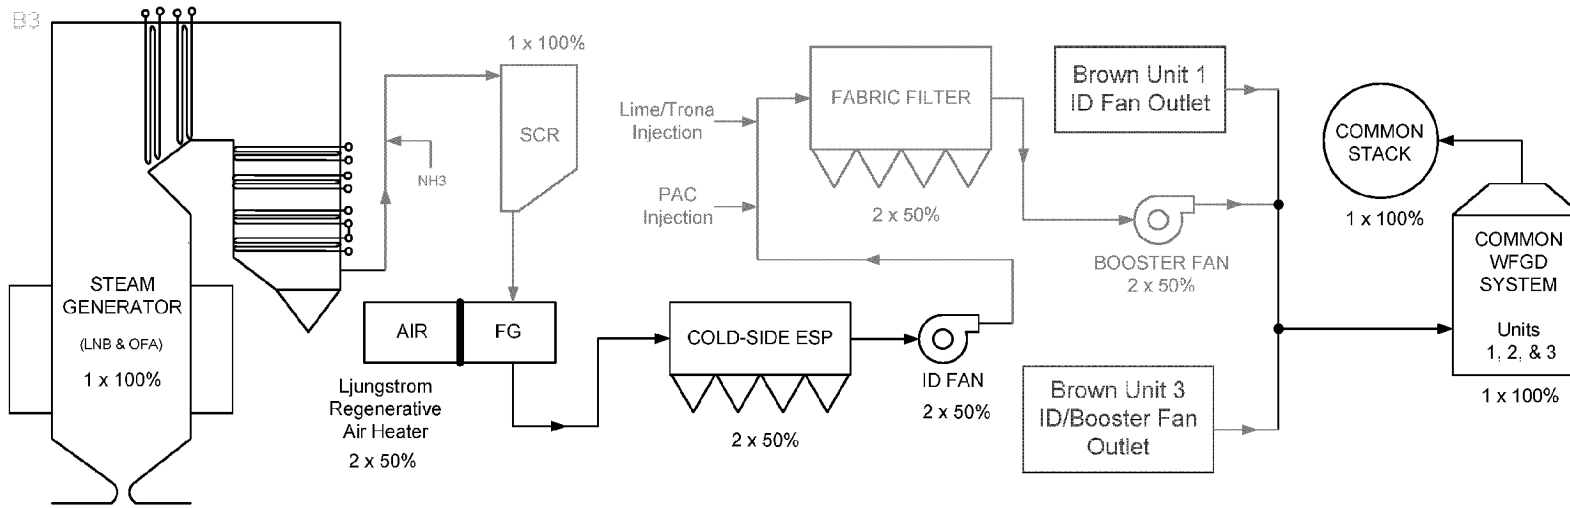 B3
STEAM
GENERATOR
(LNB & OFA)
1 x 100%
NH3
1 x 100%
SCR
AIR
FG
Ljungstrom
Regenerative
Air Heater
2 x 50%
Lime/Trona
Injection
PAC
Injection
COLD-SIDE ESP
2 x 50%
FABRIC FILTER
2 x 50%
ID FAN
2 x 50%
Brown Unit 1
ID Fan Outlet
BOOSTER FAN
2 x 50%
Brown Unit 3
ID/Booster Fan
Outlet
COMMON
STACK
1 x 100%
COMMON
WFGD
SYSTEM
Units
1, 2, & 3
1 x 100%